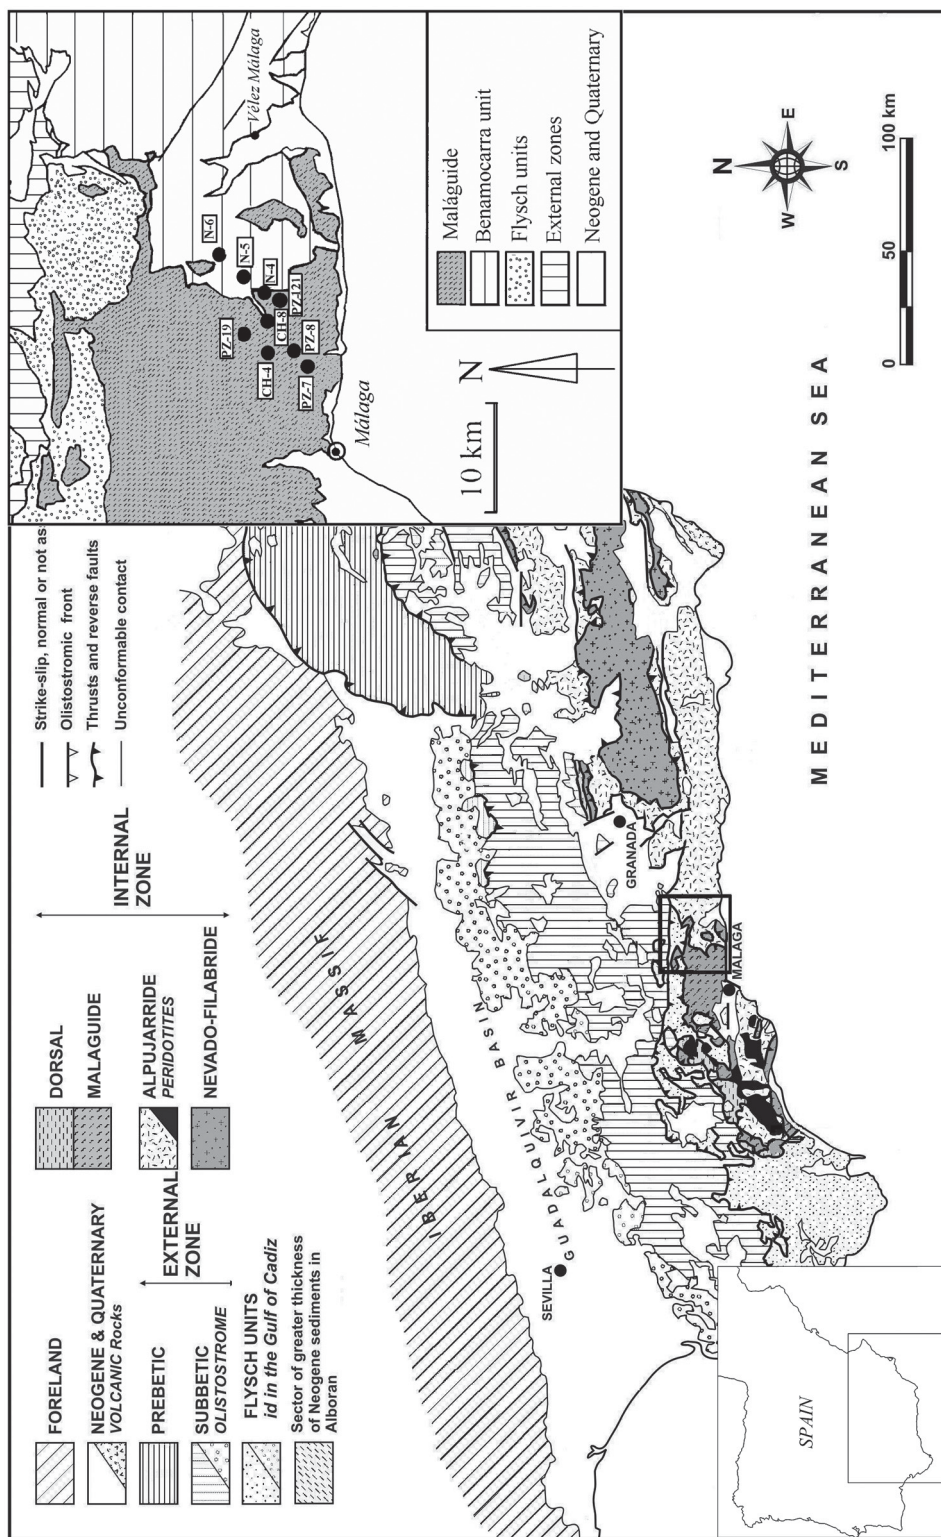 FORELAND
NEOGENE & QUATERNARY
VOLCANIC Rocks
PREBETIC
SUBBETIC
OLISTOSTROME
EXTERNAL
ZONE
FLYSCH UNITS
id in the Gulf of Cadiz
Sector of greater thickness
of Neogene sediments in
Alboran
DORSAL
MALAGUIDE
ALPUJARRIDE
PERIDOTITES
NEVADO-FILABRIDE
INTERNAL
ZONE
Strike-slip, normal or not as
Olistostromic front
Thrusts and reverse faults
Unconformable contact
IBERIAN MASSIF
GUADALQUIVIR BASIN
SEVILLA
GRANADA
MALAGA
MEDITERRANEAN SEA
SPAIN
N
W
E
S
0
50
100 km
Vélez Málaga
N-6
N-5
N-4
PZ-121
CH-8
PZ-19
CH-4
PZ-8
PZ-7
Málaga
10 km
N
Maláguide
Benamocarra unit
Flysch units
External zones
Neogene and Quaternary